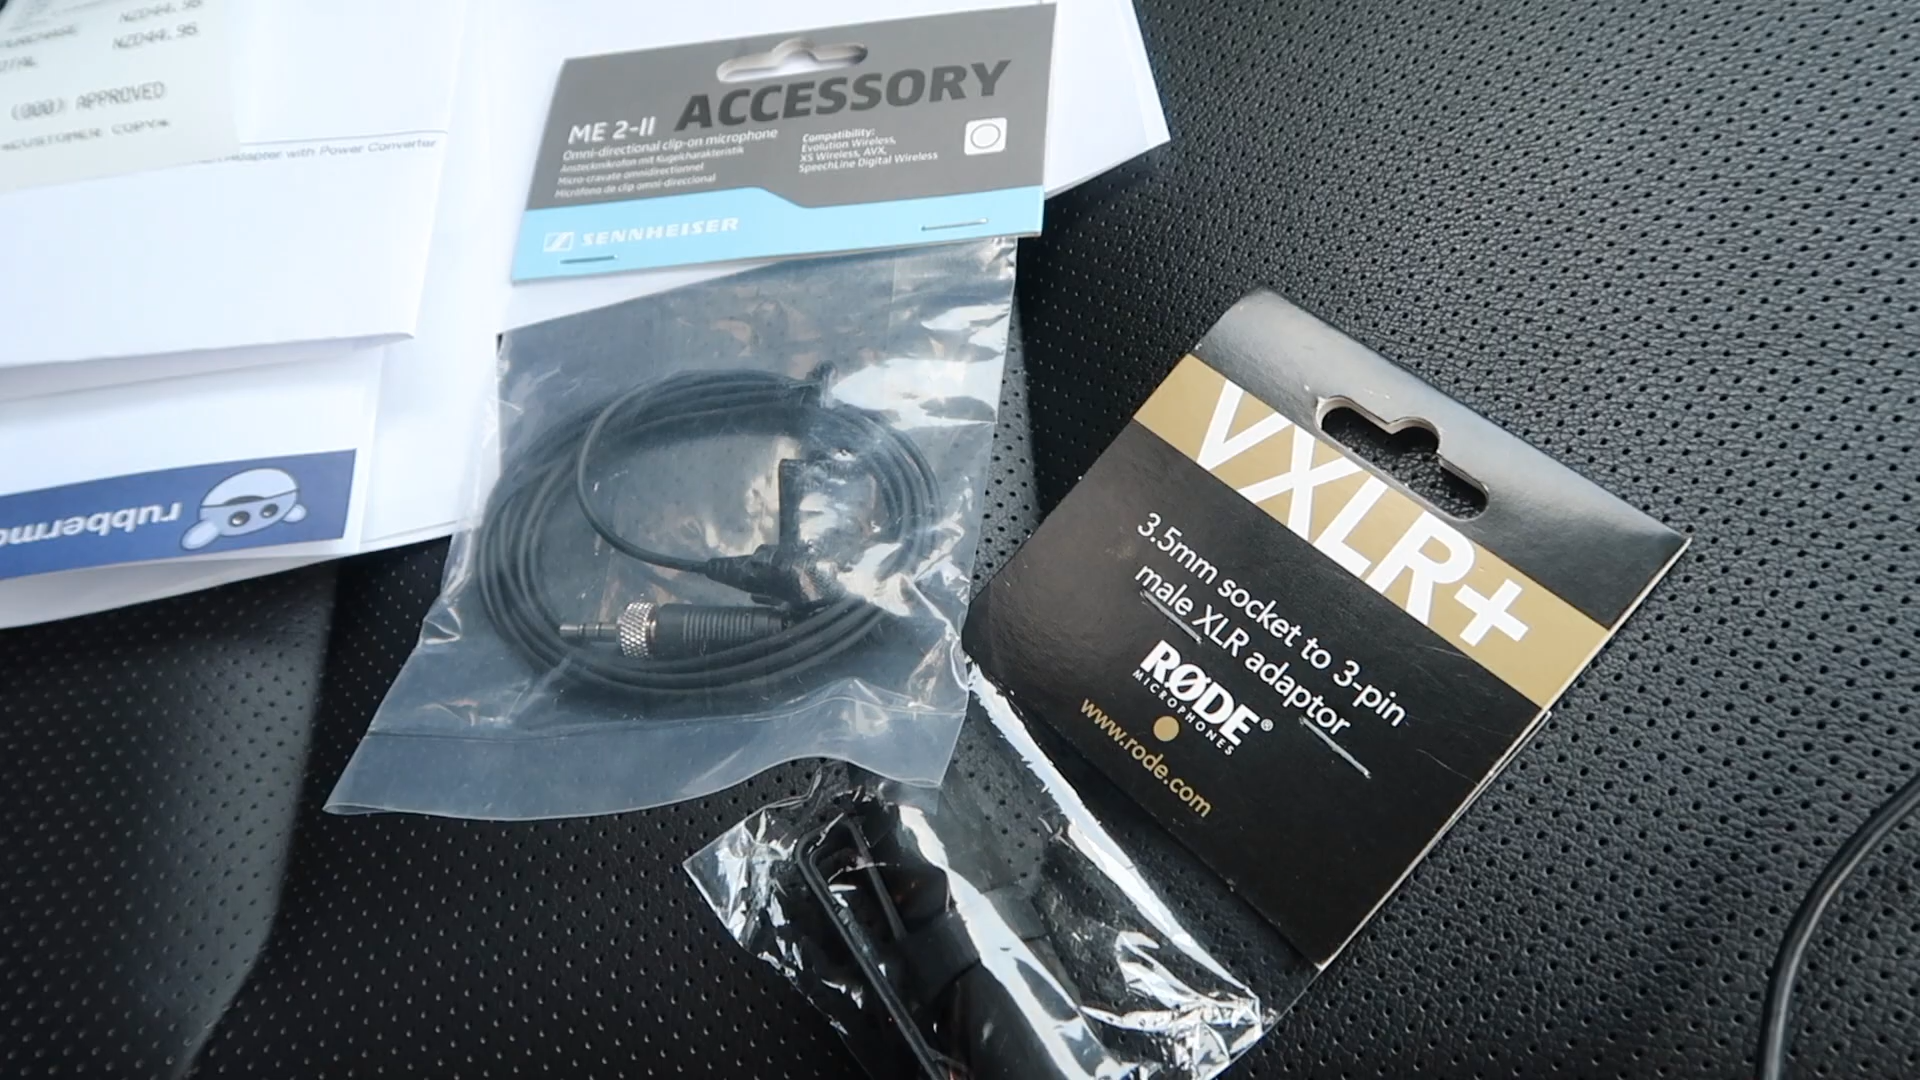 NZD44.96
NZD44.96
(000) APPROVED
*CUSTOMER COPY*
Adapter with Power Converter
rubbermo
ACCESSORY
ME 2-II
Omni-directional clip-on microphone
Ansteckmikrofon mit Kugelcharakteristik
Micro-cravate omnidirectionnel
Micrófono de clip omni-direccional
Compatibility:
Evolution Wireless,
XS Wireless, AVX,
SpeechLine Digital Wireless
SENNHEISER
VXLR+
3.5mm socket to 3-pin
male XLR adaptor
RØDE®
MICROPHONES
www.rode.com